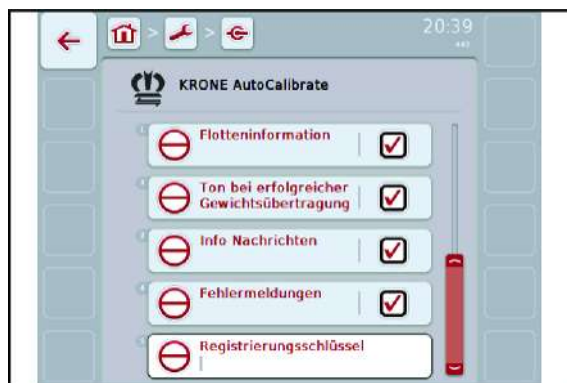 20:39
KRONE AutoCalibrate
Flotteninformation
Ton bei erfolgreicher
Gewichtsübertragung
Info Nachrichten
Fehlermeldungen
Registrierungsschlüssel